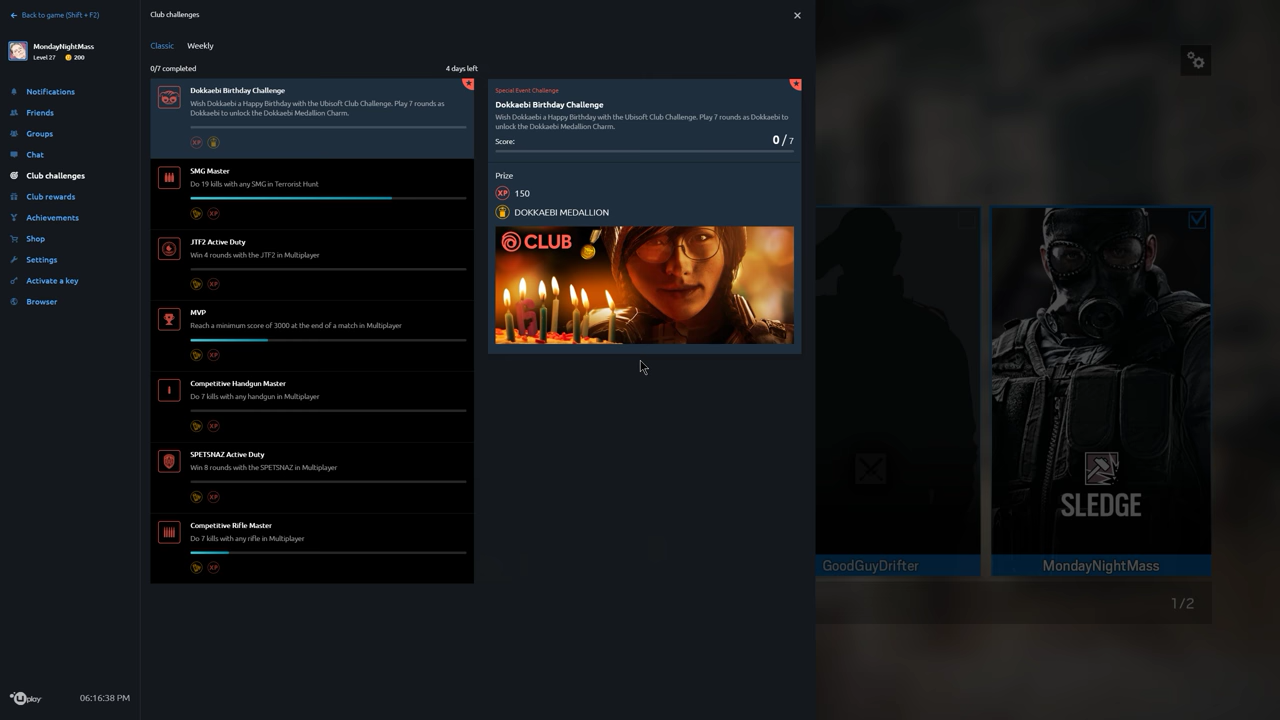 Back to game (Shift + F2)
MondayNightMass
Level 27 200
Notifications
Friends
Groups
Chat
Club challenges
Club rewards
Achievements
Shop
Settings
Activate a key
Browser
uplay
06:16:38 PM
Club challenges
Classic Weekly
0/7 completed 4 days left
Dokkaebi Birthday Challenge
Wish Dokkaebi a Happy Birthday with the Ubisoft Club Challenge. Play 7 rounds as
Dokkaebi to unlock the Dokkaebi Medallion Charm.
XP
SMG Master
Do 19 kills with any SMG in Terrorist Hunt
XP
JTF2 Active Duty
Win 4 rounds with the JTF2 in Multiplayer
XP
MVP
Reach a minimum score of 3000 at the end of a match in Multiplayer
XP
Competitive Handgun Master
Do 7 kills with any handgun in Multiplayer
XP
SPETSNAZ Active Duty
Win 8 rounds with the SPETSNAZ in Multiplayer
XP
Competitive Rifle Master
Do 7 kills with any rifle in Multiplayer
XP
Special Event Challenge
Dokkaebi Birthday Challenge
Wish Dokkaebi a Happy Birthday with the Ubisoft Club Challenge. Play 7 rounds as Dokkaebi to
unlock the Dokkaebi Medallion Charm.
Score: 0 / 7
Prize
XP 150
DOKKAEBI MEDALLION
CLUB
SLEDGE
GoodGuyDrifter
MondayNightMass
1/2